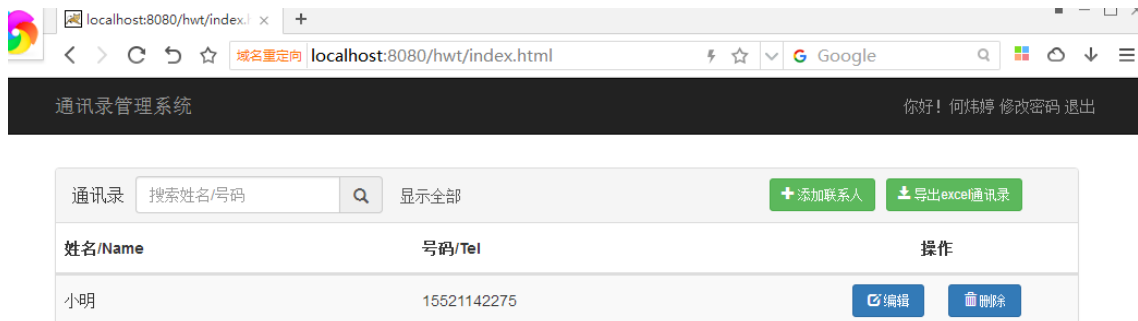 localhost:8080/hwt/index.l
域名重定向 localhost:8080/hwt/index.html G Google
通讯录管理系统 你好！何炜婷 修改密码 退出
通讯录 搜索姓名/号码 显示全部 添加联系人 导出excel通讯录
姓名/Name 号码/Tel 操作
小明 15521142275 编辑 删除